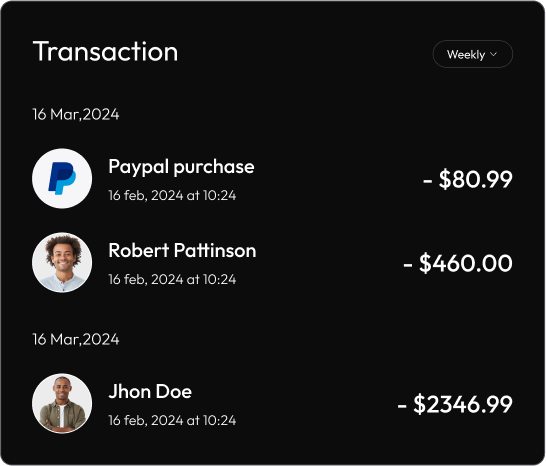 Transaction
Weekly
16 Mar,2024
Paypal purchase
16 feb, 2024 at 10:24
- $80.99
Robert Pattinson
16 feb, 2024 at 10:24
- $460.00
16 Mar,2024
Jhon Doe
16 feb, 2024 at 10:24
- $2346.99